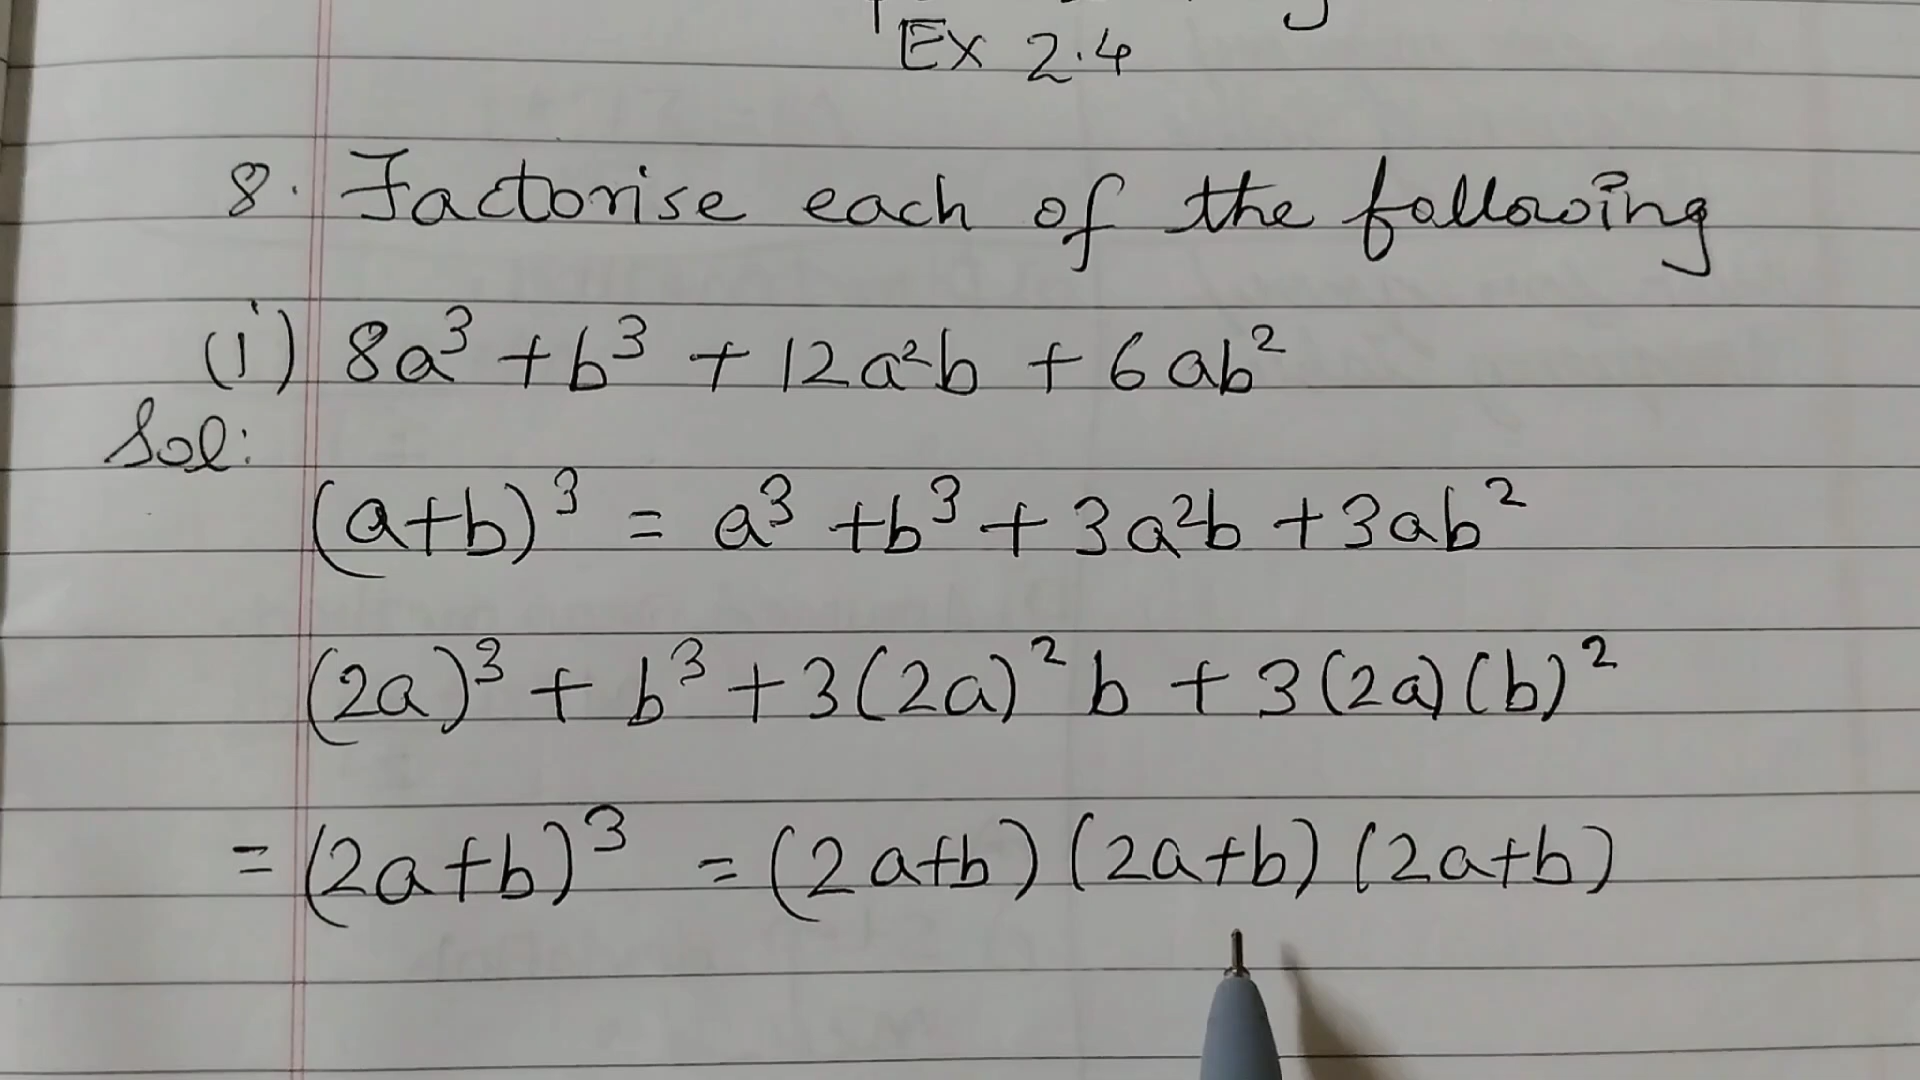 Ex 2.4
8. Factorise each of the following
(i) 8a³ + b³ + 12a²b + 6ab²
Sol:
(a+b)³ = a³ + b³ + 3a²b + 3ab²
(2a)³ + b³ + 3(2a)²b + 3(2a)(b)²
= (2a+b)³ = (2a+b)(2a+b)(2a+b)